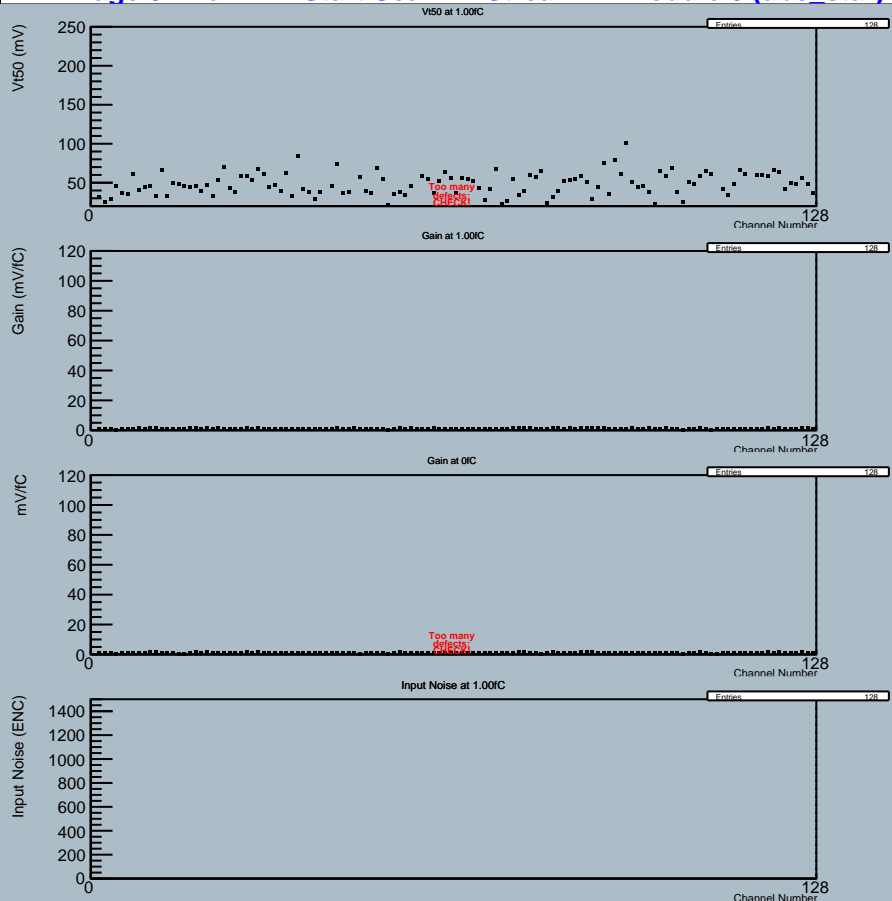 Vt50 at 1.00fC
Entries 128
Vt50 (mV)
250
200
150
100
50
Too many
defects:
CHECK!
0
128
Channel Number
Gain at 1.00fC
Entries 128
Gain (mV/fC)
120
100
80
60
40
20
0
0
128
Channel Number
Gain at 0fC
Entries 128
mV/fC
120
100
80
60
40
20
Too many
defects:
CHECK!
0
0
128
Channel Number
Input Noise at 1.00fC
Entries 128
Input Noise (ENC)
1400
1200
1000
800
600
400
200
0
0
128
Channel Number